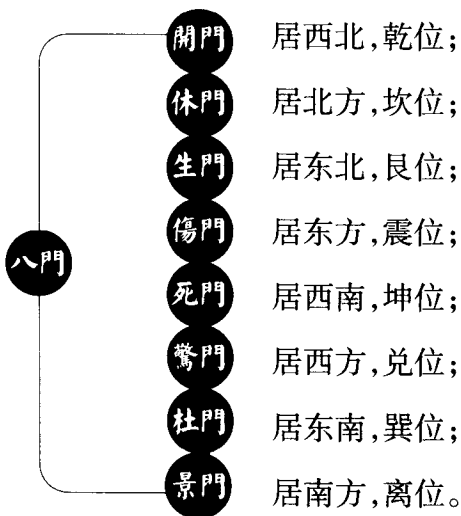 開門 居西北,乾位;
休門 居北方,坎位;
生門 居东北,艮位;
傷門 居东方,震位;
八門
死門 居西南,坤位;
驚門 居西方,兑位;
杜門 居东南,巽位;
景門 居南方,离位。